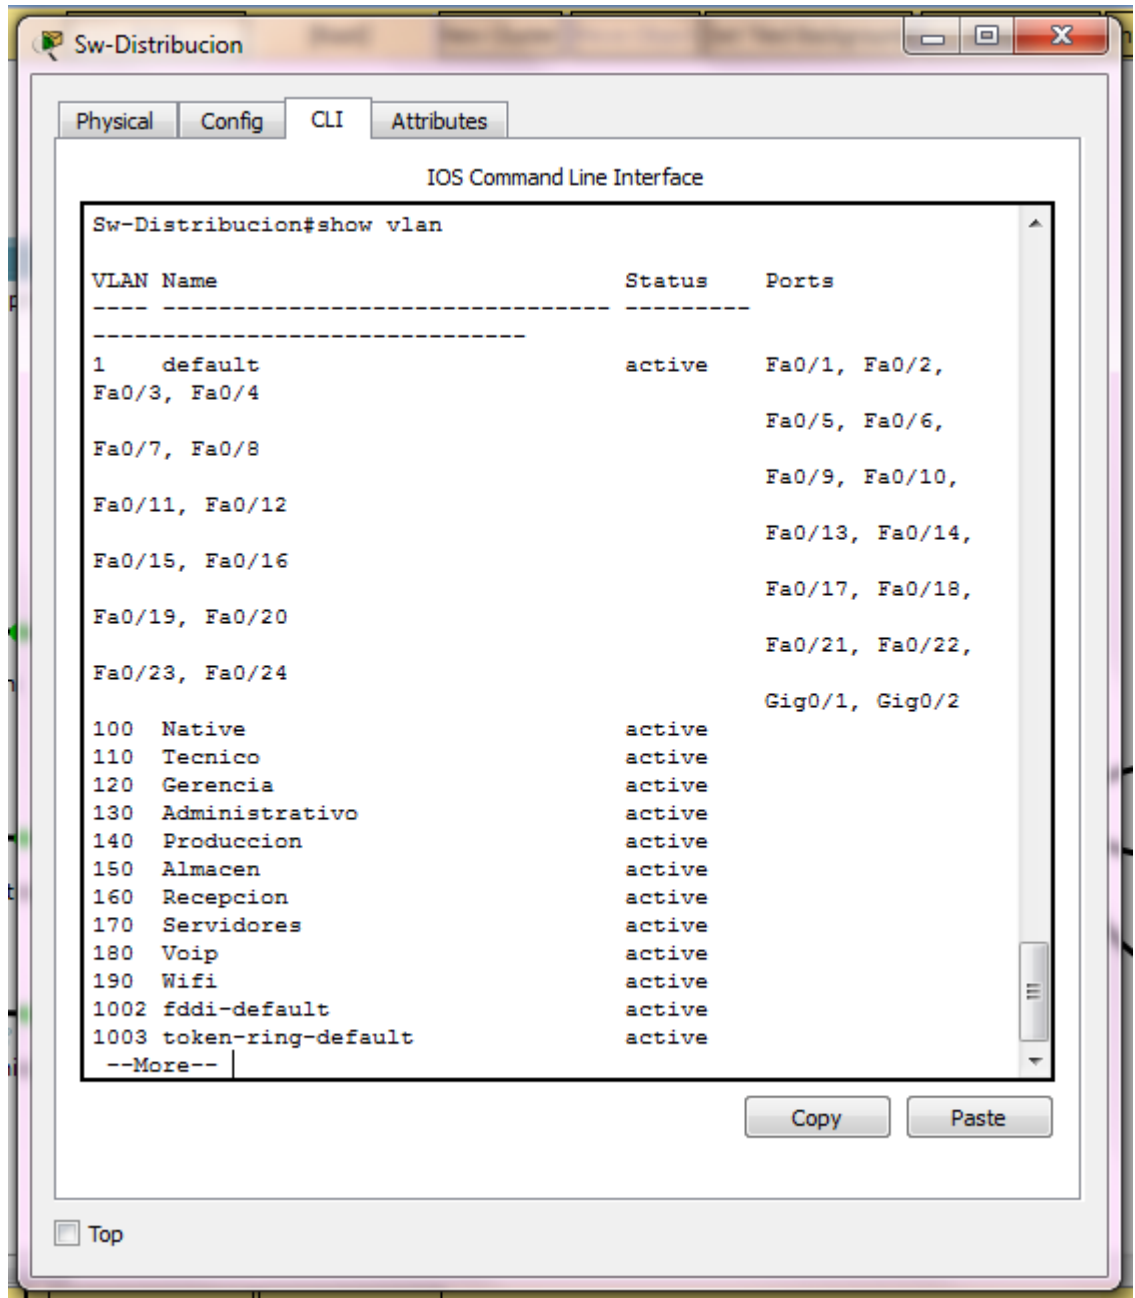 Sw-Distribucion
Physical Config CLI Attributes
IOS Command Line Interface
Sw-Distribucion#show vlan
VLAN Name                             Status    Ports
---- -------------------------------- ---------
-------------------------------
1    default                          active    Fa0/1, Fa0/2,
Fa0/3, Fa0/4
                                                Fa0/5, Fa0/6,
Fa0/7, Fa0/8
                                                Fa0/9, Fa0/10,
Fa0/11, Fa0/12
                                                Fa0/13, Fa0/14,
Fa0/15, Fa0/16
                                                Fa0/17, Fa0/18,
Fa0/19, Fa0/20
                                                Fa0/21, Fa0/22,
Fa0/23, Fa0/24
                                                Gig0/1, Gig0/2
100  Native                           active
110  Tecnico                          active
120  Gerencia                         active
130  Administrativo                   active
140  Produccion                       active
150  Almacen                          active
160  Recepcion                        active
170  Servidores                       active
180  Voip                             active
190  Wifi                             active
1002 fddi-default                     active
1003 token-ring-default               active
 --More--
Copy Paste
Top